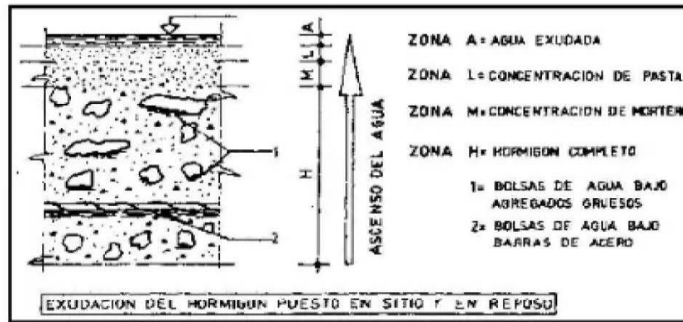 A
L
M
H
1
2
ASCENSO DEL AGUA
ZONA A= AGUA EXUDADA
ZONA L= CONCENTRACION DE PASTA
ZONA M= CONCENTRACION DE MORTERO
ZONA H= HORMIGON COMPLETO
1= BOLSAS DE AGUA BAJO
AGREGADOS GRUESOS
2= BOLSAS DE AGUA BAJO
BARRAS DE ACERO
EXUDACION DEL HORMIGON PUESTO EN SITIO Y EN REPOSO